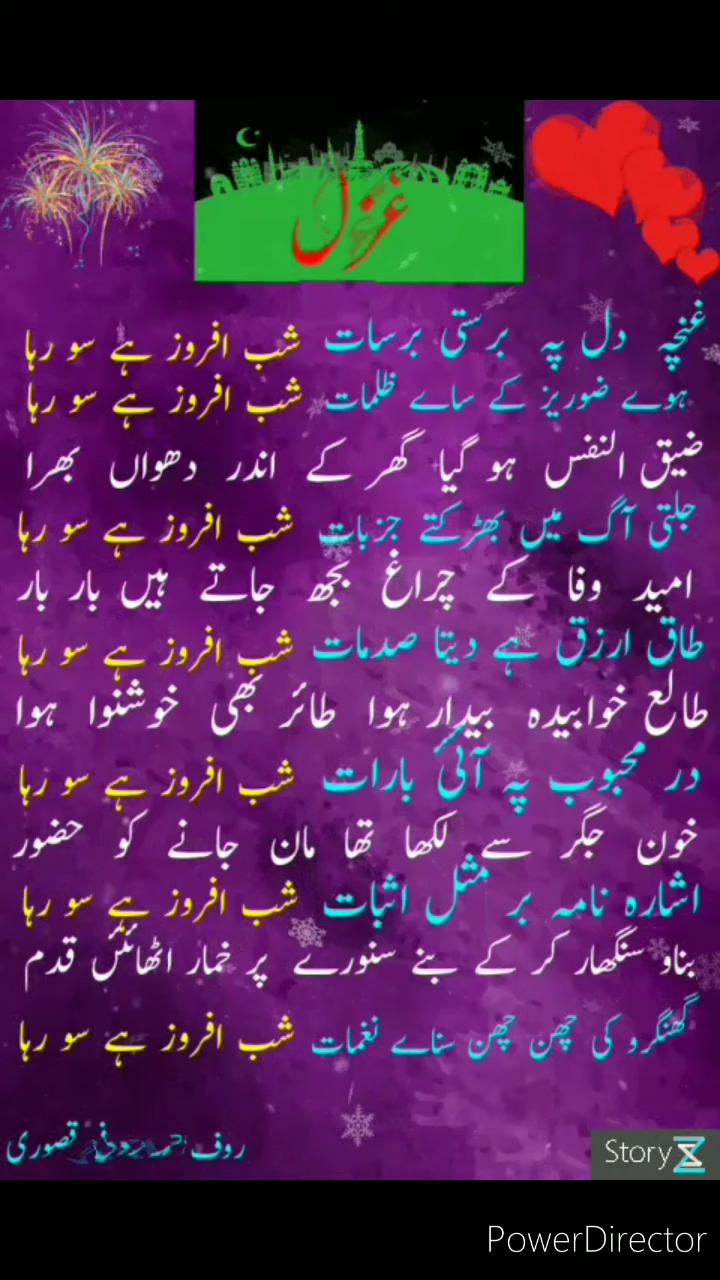 غزل
غنچہ دل پہ برستی برسات شب افروز ہے سو رہا
ہوے ضوریز کے ساے ظلمات شب افروز ہے سو رہا
ضیق النفس ہو گیا گھر کے اندر دھواں بھرا
جلتی آگ میں بھڑکتے جزبات شب افروز ہے سو رہا
امید وفا کے چراغ بجھ جاتے ہیں بار بار
طاق ارزق ہے دیتا صدمات شب افروز ہے سو رہا
طالع خوابیدہ بیدار ہوا طائر بھی خوشنوا ہوا
در محبوب پہ آئی بارات شب افروز ہے سو رہا
خون جگر سے لکھا تھا مان جانے کو حضور
اشارہ نامہ بر مثل اثبات شب افروز ہے سو رہا
بناو سنگھار کر کے بنے سنورے پر خمار اٹھائیں قدم
گھنگرو کی چھن چھن سناے نغمات شب افروز ہے سو رہا
روف قصوری
StoryZ
PowerDirector